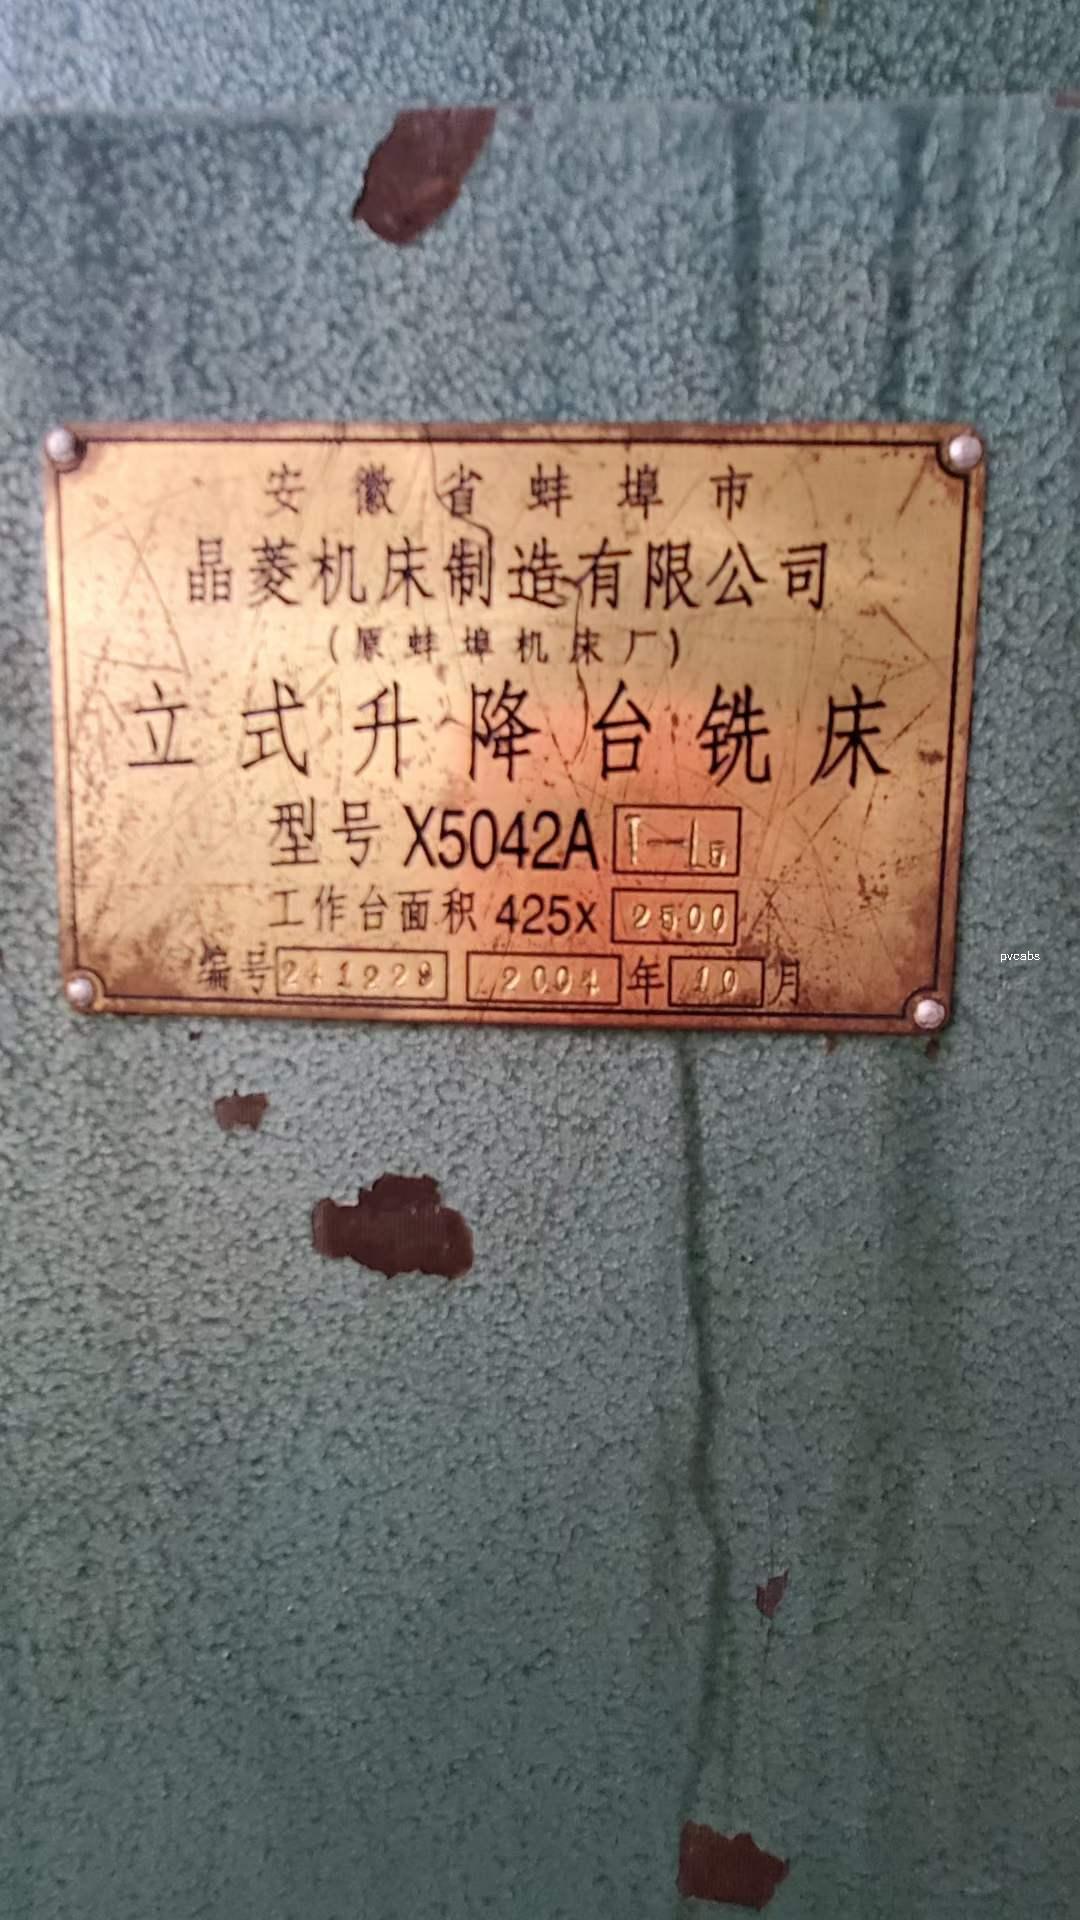 安徽省蚌埠市
晶菱机床制造有限公司
(原蚌埠机床厂)
立式升降台铣床
型号 X5042A T-L5
工作台面积 425x 2500
编号 241229 2004 年 10 月
pvcabs